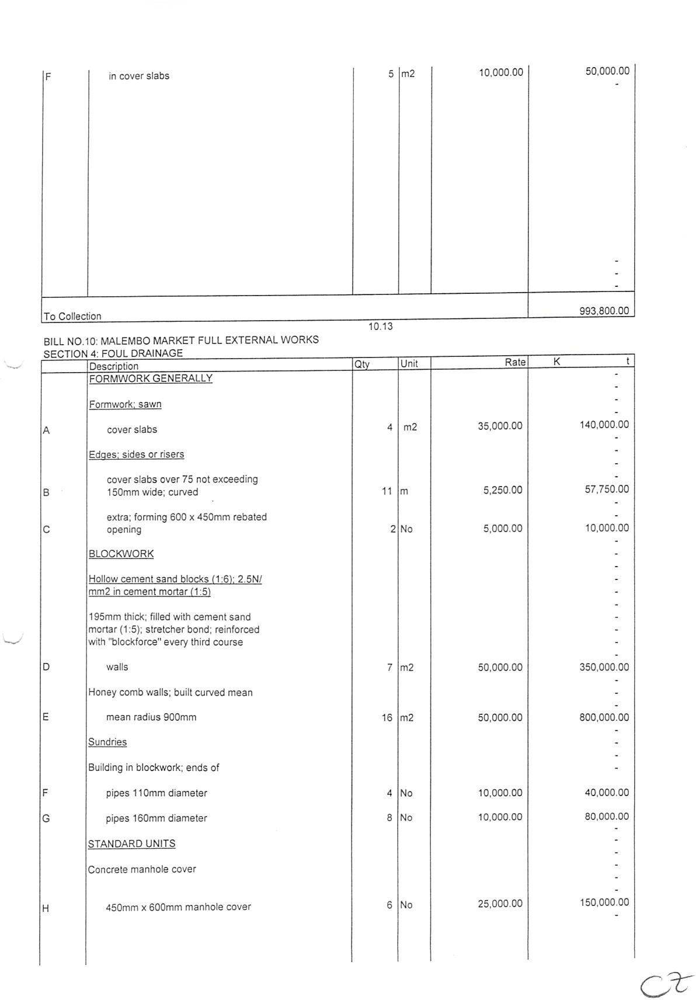 F in cover slabs 5 m2 10,000.00 50,000.00
-
-
-
-
To Collection 993,800.00
10.13
BILL NO.10: MALEMBO MARKET FULL EXTERNAL WORKS
SECTION 4: FOUL DRAINAGE
Description Qty Unit Rate K t
FORMWORK GENERALLY -
-
Formwork; sawn -
-
A cover slabs 4 m2 35,000.00 140,000.00
-
Edges; sides or risers -
-
cover slabs over 75 not exceeding -
B 150mm wide; curved 11 m 5,250.00 57,750.00
-
extra; forming 600 x 450mm rebated -
C opening 2 No 5,000.00 10,000.00
-
BLOCKWORK -
-
Hollow cement sand blocks (1:6); 2.5N/ -
mm2 in cement mortar (1:5) -
-
195mm thick; filled with cement sand -
mortar (1:5); stretcher bond; reinforced -
with "blockforce" every third course -
-
D walls 7 m2 50,000.00 350,000.00
-
Honey comb walls; built curved mean -
-
E mean radius 900mm 16 m2 50,000.00 800,000.00
-
Sundries -
-
Building in blockwork; ends of -
F pipes 110mm diameter 4 No 10,000.00 40,000.00
G pipes 160mm diameter 8 No 10,000.00 80,000.00
-
STANDARD UNITS -
-
Concrete manhole cover -
-
-
H 450mm x 600mm manhole cover 6 No 25,000.00 150,000.00
-